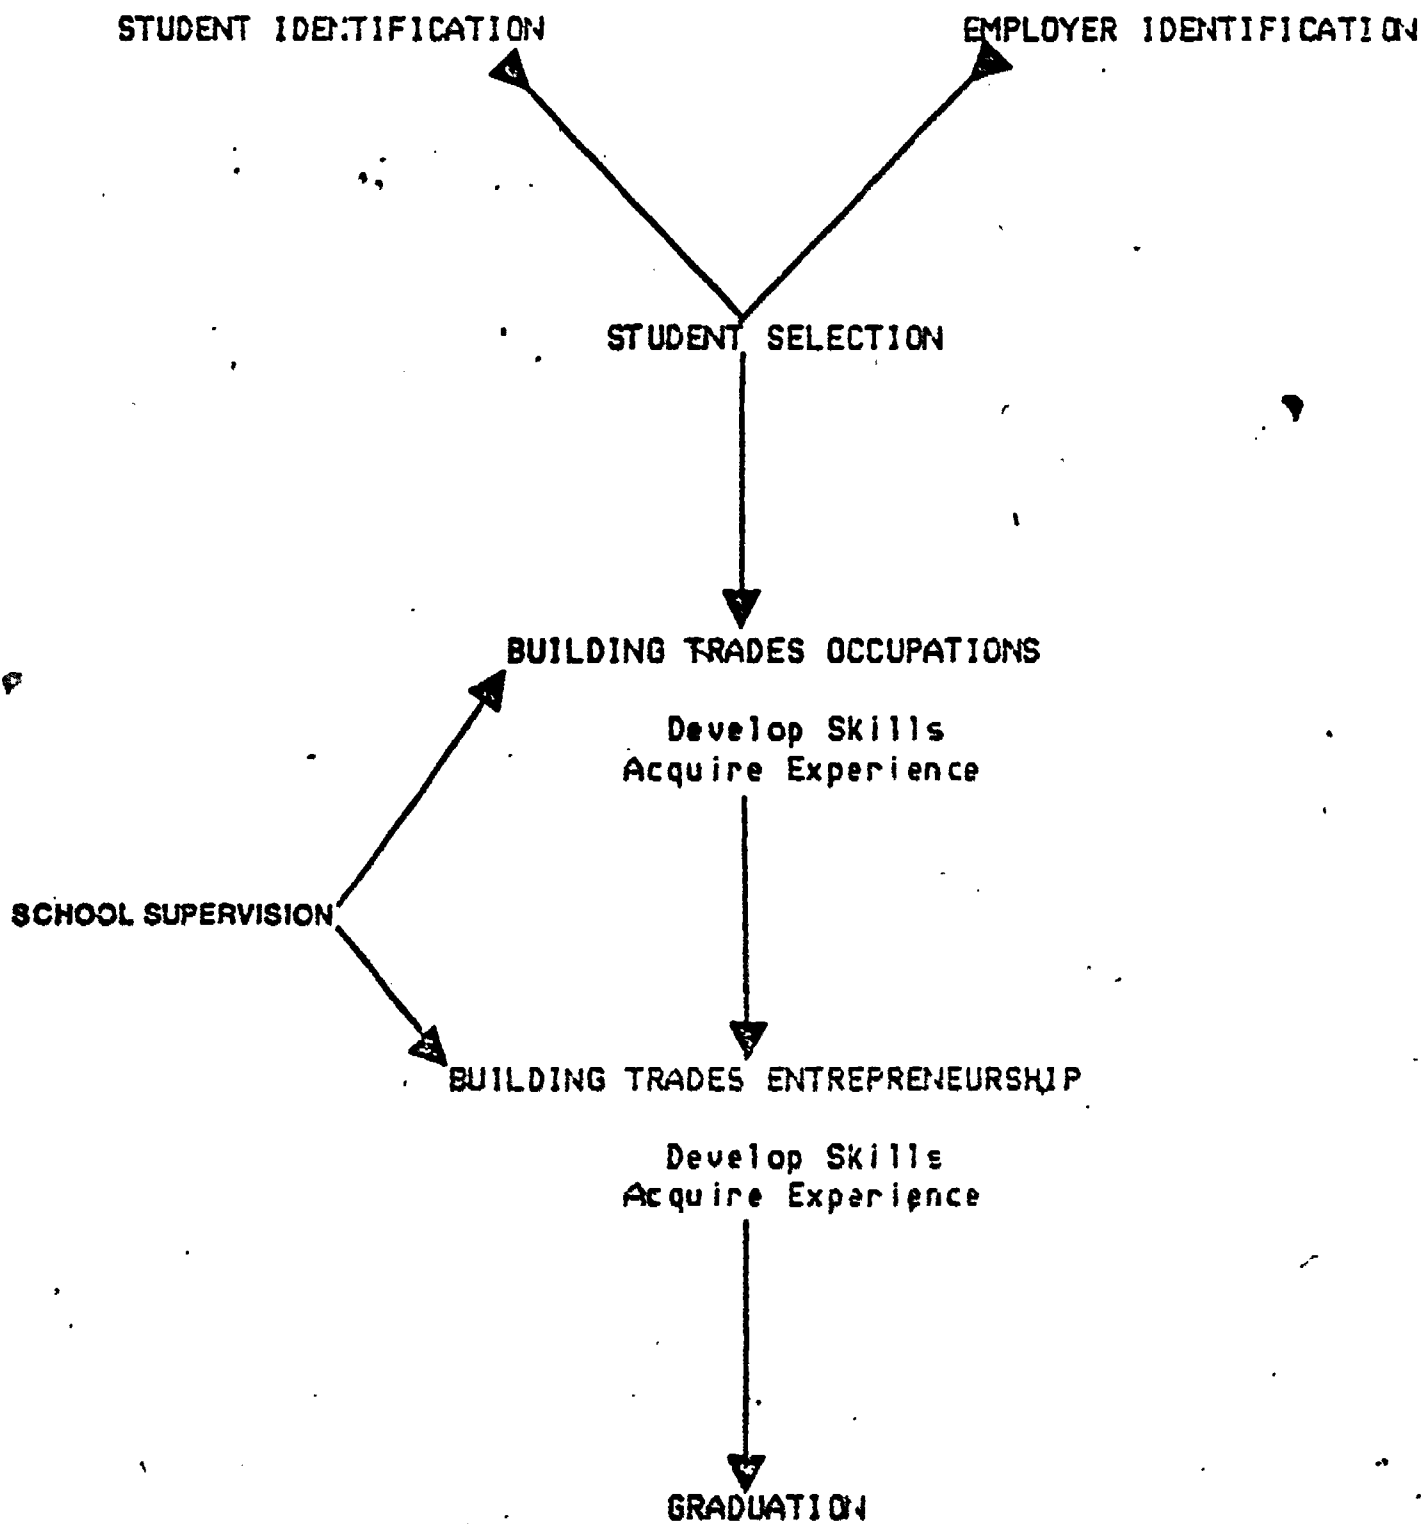 STUDENT IDENTIFICATION
EMPLOYER IDENTIFICATION
STUDENT SELECTION
BUILDING TRADES OCCUPATIONS
Develop Skills
Acquire Experience
SCHOOL SUPERVISION
BUILDING TRADES ENTREPRENEURSHIP
Develop Skills
Acquire Experience
GRADUATION